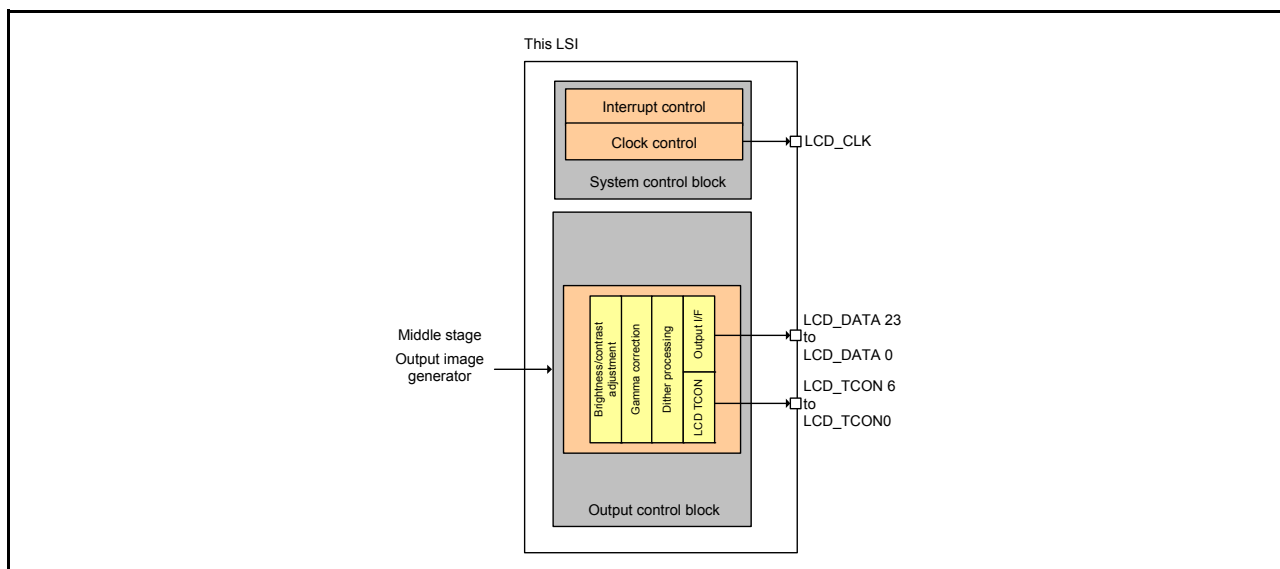 This LSI
Interrupt control
Clock control
LCD_CLK
System control block
Middle stage
Output image
generator
Brightness/contrast
adjustment
Gamma correction
Dither processing
Output I/F
LCD TCON
LCD_DATA 23
to
LCD_DATA 0
LCD_TCON 6
to
LCD_TCON0
Output control block